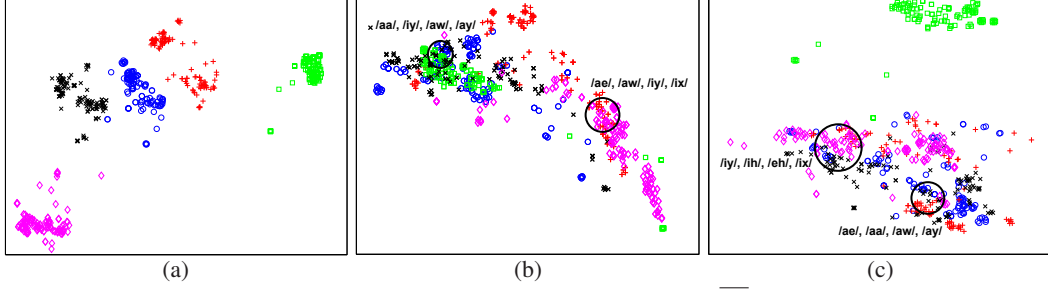 /aa/, /iy/, /aw/, /ay/
/ae/, /aw/, /iy/, /ix/
/iy/, /ih/, /eh/, /ix/
/ae/, /aa/, /aw/, /ay/
(a)
(b)
(c)